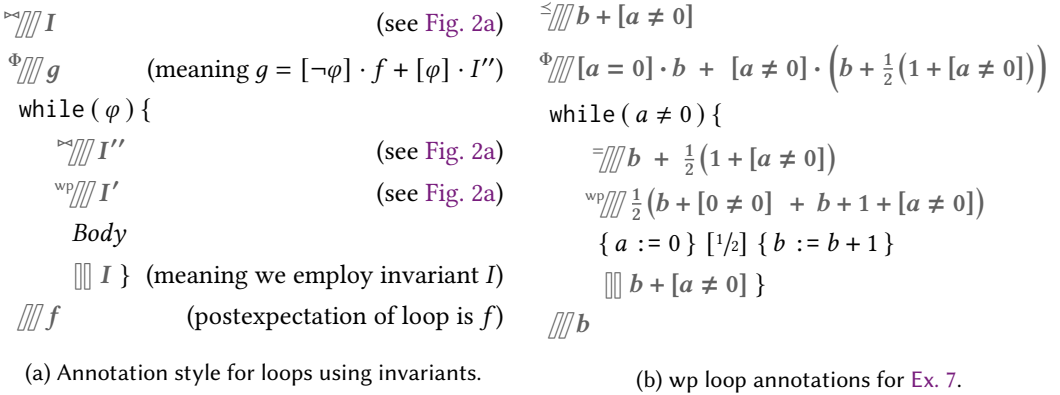 ⋈⫻ I (see Fig. 2a)
Φ⫻ g (meaning g = [¬φ] · f + [φ] · I′′)
while ( φ ) {
⋈⫻ I′′ (see Fig. 2a)
wp⫻ I′ (see Fig. 2a)
Body
I } (meaning we employ invariant I)
⫻ f (postexpectation of loop is f)
(a) Annotation style for loops using invariants.
⪯⫻ b + [a ≠ 0]
Φ⫻ [a = 0] · b + [a ≠ 0] · (b + ½(1 + [a ≠ 0]))
while ( a ≠ 0 ) {
=⫻ b + ½(1 + [a ≠ 0])
wp⫻ ½(b + [0 ≠ 0] + b + 1 + [a ≠ 0])
{ a := 0 } [1/2] { b := b + 1 }
b + [a ≠ 0] }
⫻ b
(b) wp loop annotations for Ex. 7.